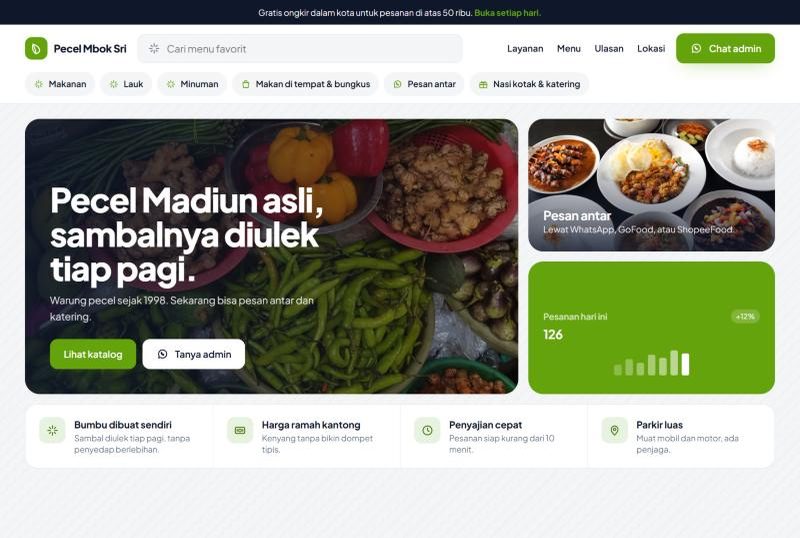 Gratis ongkir dalam kota untuk pesanan di atas 50 ribu. Buka setiap hari.
Pecel Mbok Sri
Cari menu favorit
Layanan
Menu
Ulasan
Lokasi
Chat admin
Makanan
Lauk
Minuman
Makan di tempat & bungkus
Pesan antar
Nasi kotak & katering
Pecel Madiun asli,
sambalnya diulek
tiap pagi.
Warung pecel sejak 1998. Sekarang bisa pesan antar dan
katering.
Lihat katalog
Tanya admin
Pesan antar
Lewat WhatsApp, GoFood, atau ShopeeFood.
Pesanan hari ini
+12%
126
Bumbu dibuat sendiri
Sambal diulek tiap pagi, tanpa
penyedap berlebihan.
Harga ramah kantong
Kenyang tanpa bikin dompet
tipis.
Penyajian cepat
Pesanan siap kurang dari 10
menit.
Parkir luas
Muat mobil dan motor, ada
penjaga.